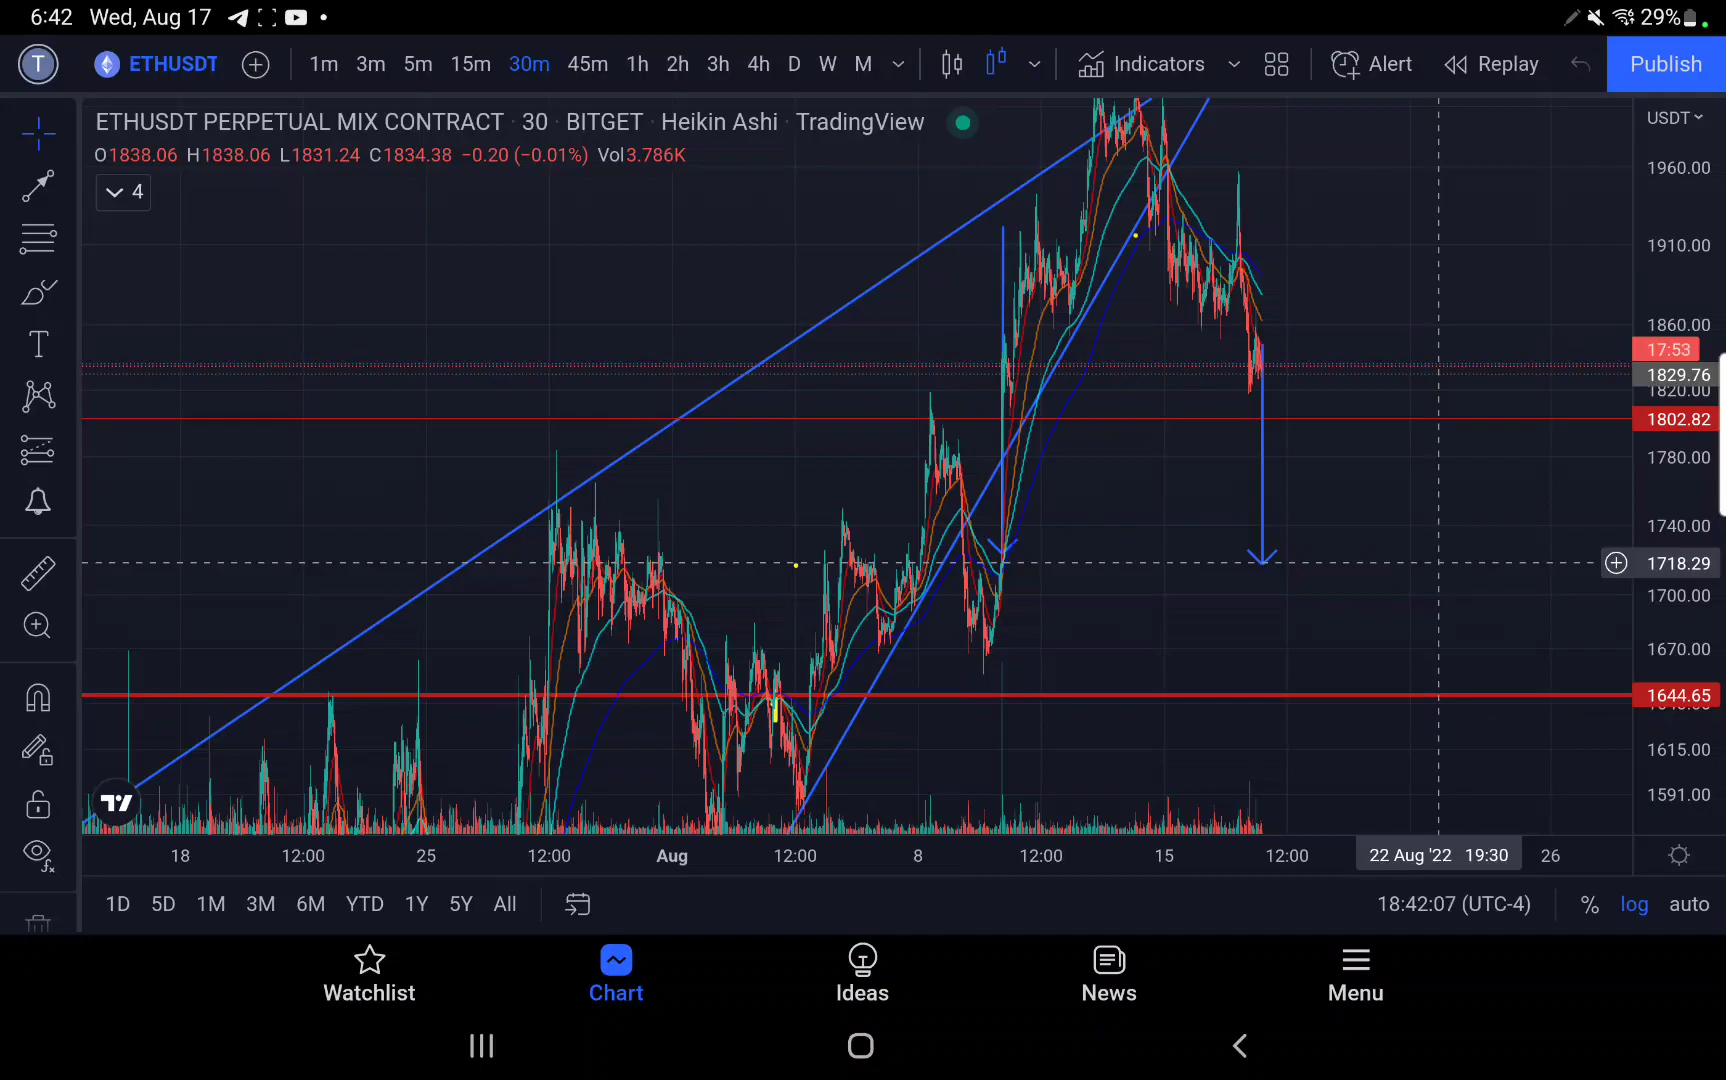 6:42 Wed, Aug 17 29%
T ETHUSDT 1m 3m 5m 15m 30m 45m 1h 2h 3h 4h D W M Indicators Alert Replay Publish
ETHUSDT PERPETUAL MIX CONTRACT · 30 · BITGET · Heikin Ashi · TradingView
USDT
O1838.06 H1838.06 L1831.24 C1834.38 −0.20 (−0.01%) Vol3.786K
4
1960.00
1910.00
1860.00
17:53
1829.76
1820.00
1802.82
1780.00
1740.00
1718.29
1700.00
1670.00
1644.65
1615.00
1591.00
18 12:00 25 12:00 Aug 12:00 8 12:00 15 12:00 22 Aug '22 19:30 26
1D 5D 1M 3M 6M YTD 1Y 5Y All 18:42:07 (UTC-4) % log auto
Watchlist Chart Ideas News Menu